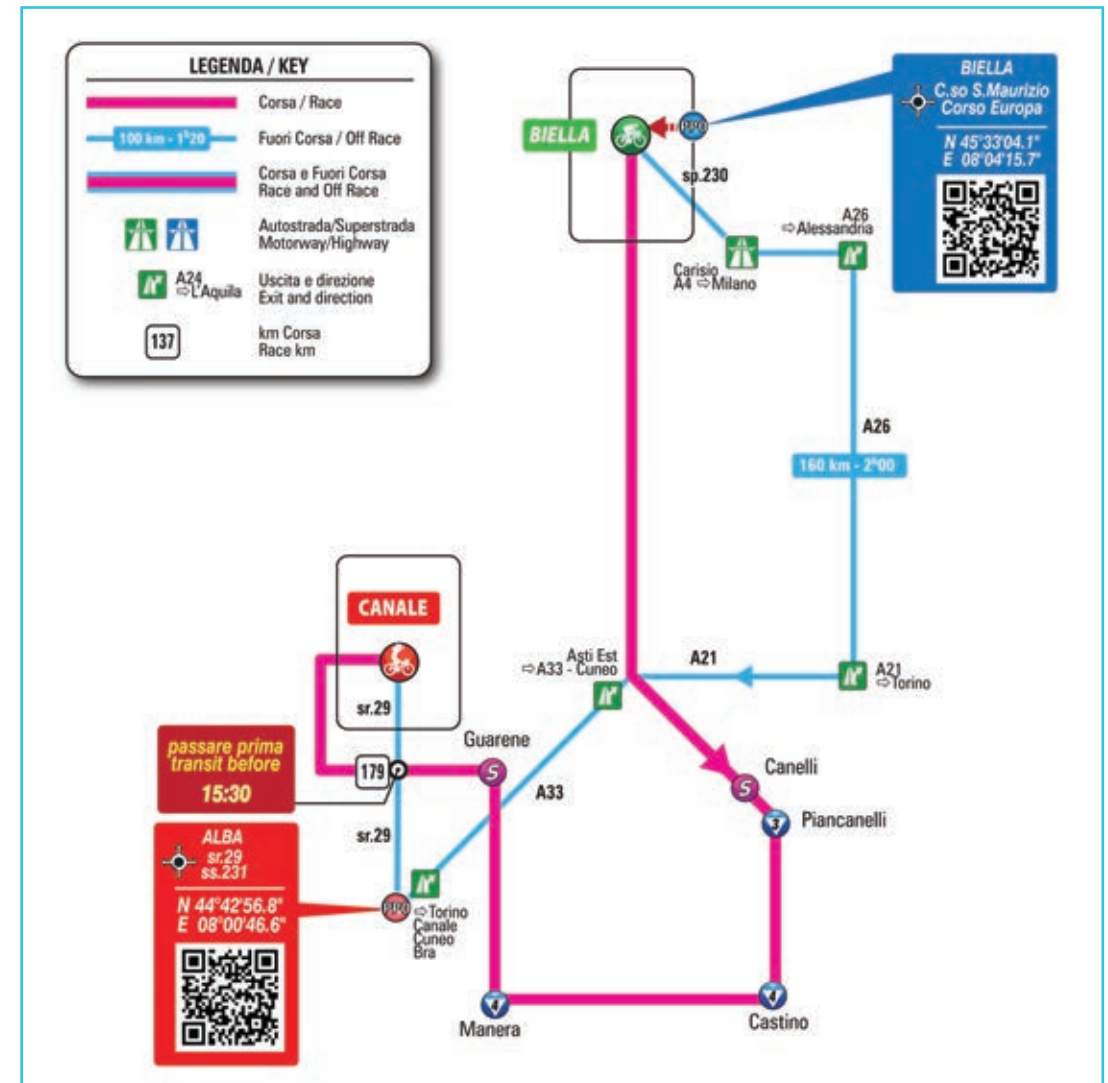 LEGENDA / KEY
Corsa / Race
100 km - 1h20
Fuori Corsa / Off Race
Corsa e Fuori Corsa
Race and Off Race
Autostrada/Superstrada
Motorway/Highway
A24
⇨L'Aquila
Uscita e direzione
Exit and direction
137
km Corsa
Race km
BIELLA
PPO
sp.230
BIELLA
C.so S.Maurizio
Corso Europa
N 45°33'04.1"
E 08°04'15.7"
A26
⇨Alessandria
Carisio
A4 ⇨Milano
A26
160 km - 2h00
A21
⇨Torino
A21
Asti Est
⇨A33 - Cuneo
CANALE
sr.29
Guarene
S
179
passare prima
transit before
15:30
A33
sr.29
S
Canelli
3
Piancanelli
ALBA
sr.29
ss.231
N 44°42'56.8"
E 08°00'46.6"
⇨Torino
Canale
Cuneo
Bra
4
Manera
4
Castino